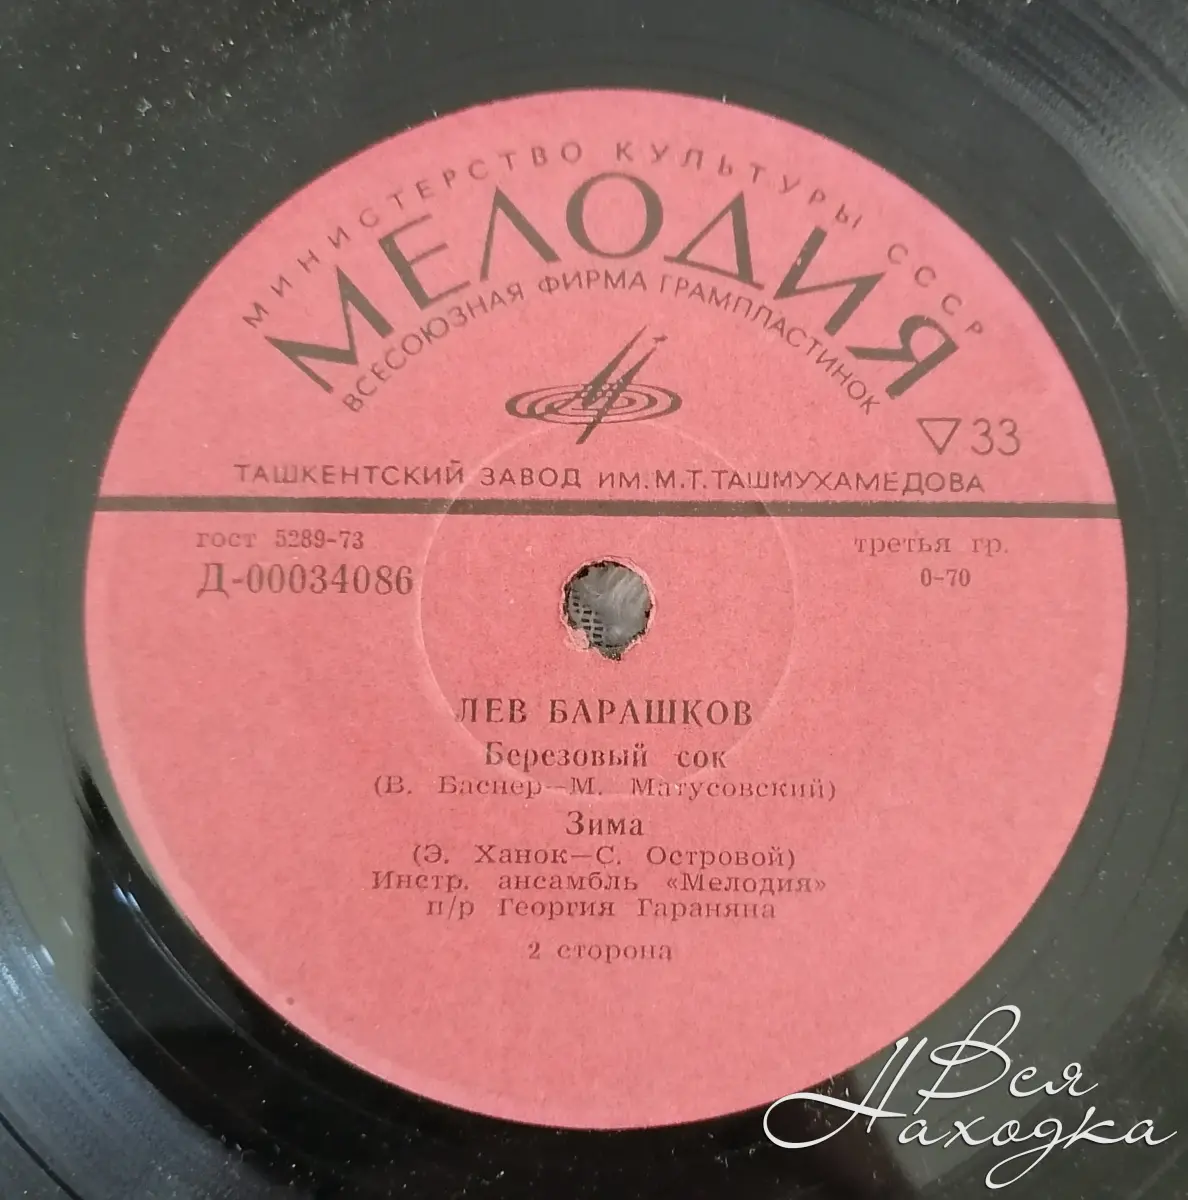 МИНИСТЕРСТВО КУЛЬТУРЫ СССР
МЕЛОДИЯ
ВСЕСОЮЗНАЯ ФИРМА ГРАМПЛАСТИНОК
▽33
ТАШКЕНТСКИЙ ЗАВОД ИМ. М.Т. ТАШМУХАМЕДОВА
гост 5289-73
третья гр.
Д-00034086
0-70
ЛЕВ БАРАШКОВ
Березовый сок
(В. Баснер—М. Матусовский)
Зима
(Э. Ханок—С. Островой)
Инстр. ансамбль «Мелодия»
п/р Георгия Гараняна
2 сторона
Вся
Находка